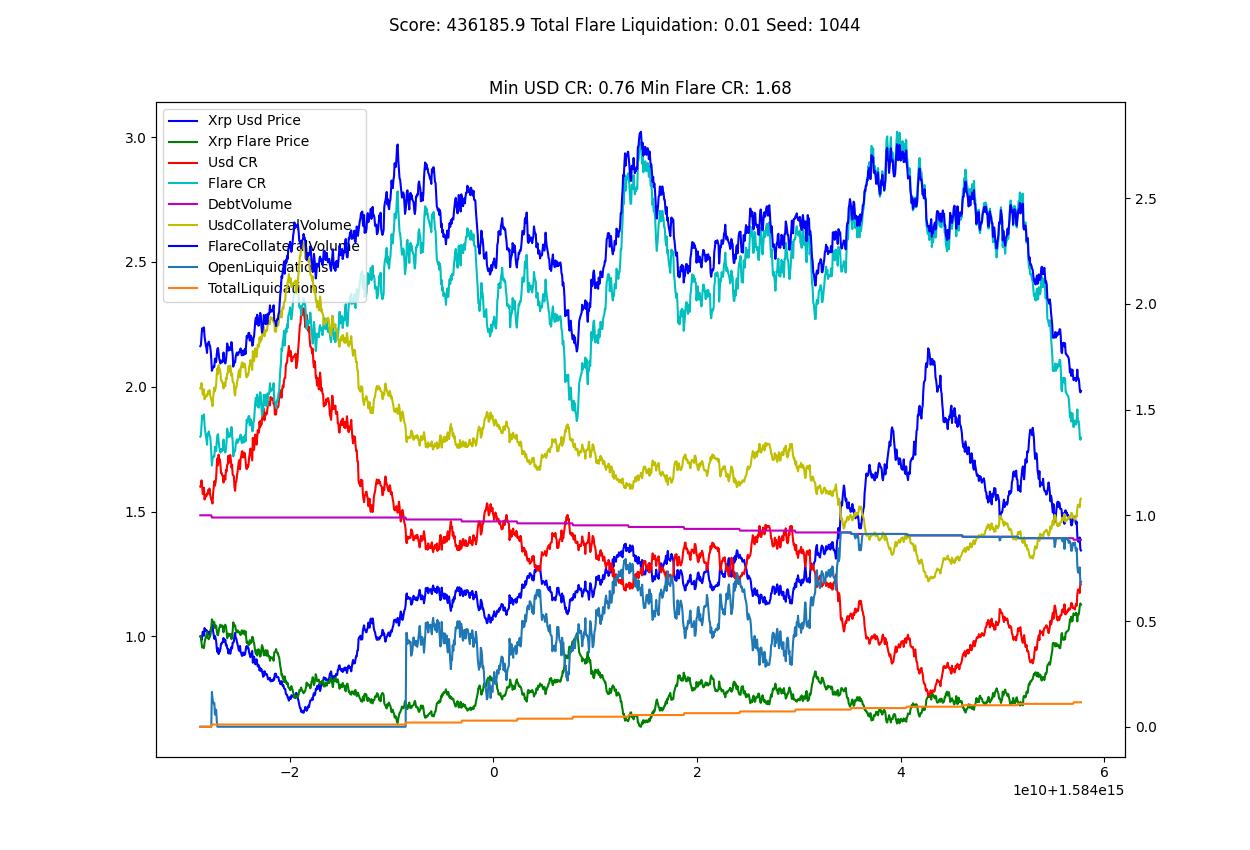 Score: 436185.9 Total Flare Liquidation: 0.01 Seed: 1044
Min USD CR: 0.76 Min Flare CR: 1.68
Xrp Usd Price
Xrp Flare Price
Usd CR
Flare CR
DebtVolume
UsdCollateralVolume
FlareCollateralVolume
OpenLiquidations
TotalLiquidations
3.0
2.5
2.0
1.5
1.0
2.5
2.0
1.5
1.0
0.5
0.0
−2
0
2
4
6
1e10+1.584e15